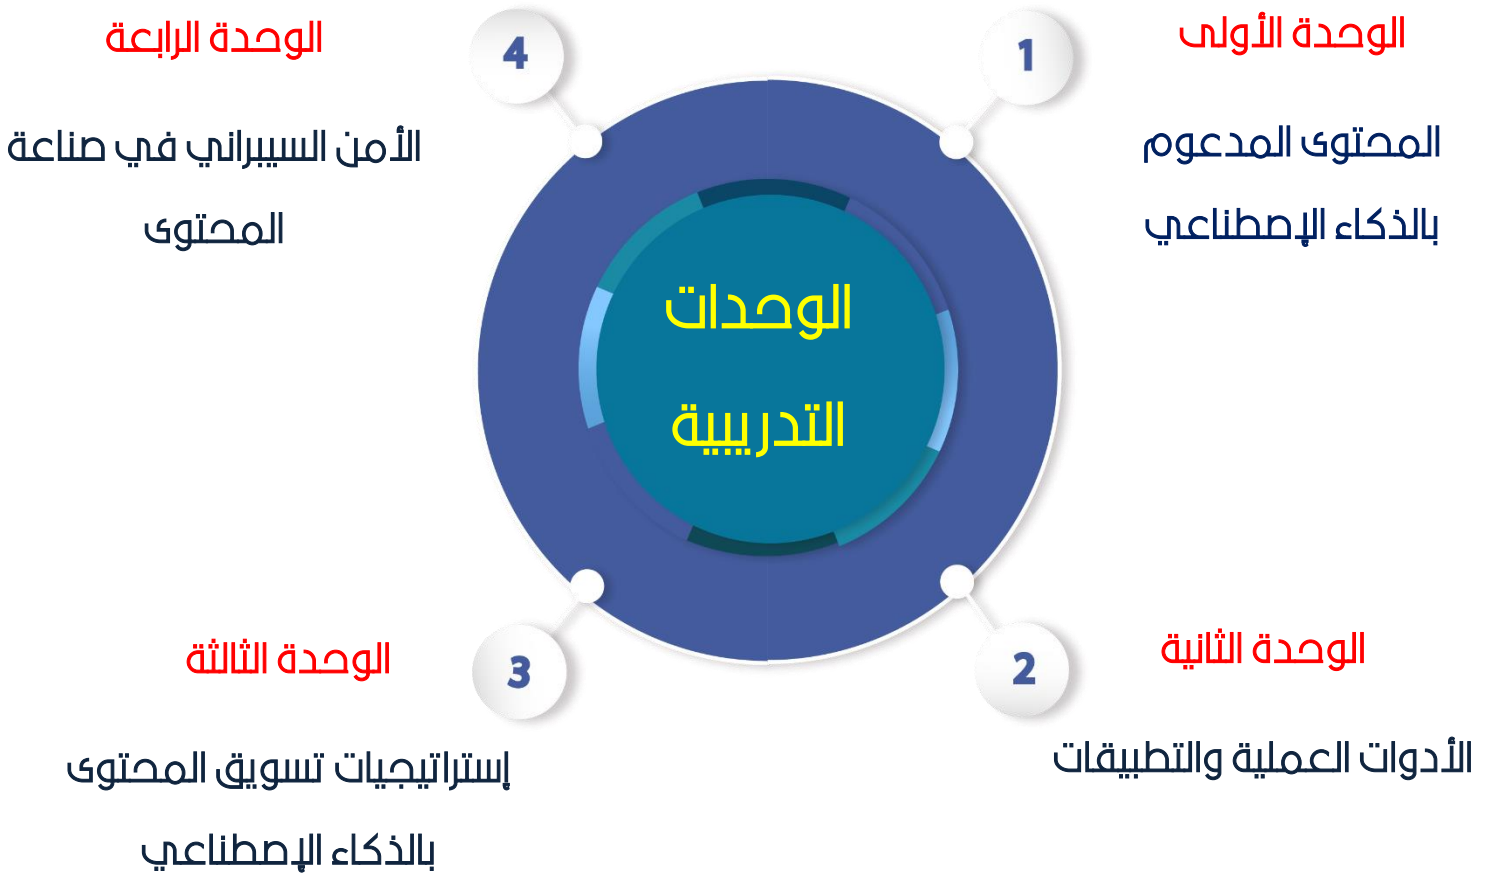 الوحدات
التدريبية
1
الوحدة الأولى
المحتوى المدعوم
بالذكاء الإصطناعي
2
الوحدة الثانية
الأدوات العملية والتطبيقات
3
الوحدة الثالثة
إستراتيجيات تسويق المحتوى
بالذكاء الإصطناعي
4
الوحدة الرابعة
الأمن السيبراني في صناعة
المحتوى